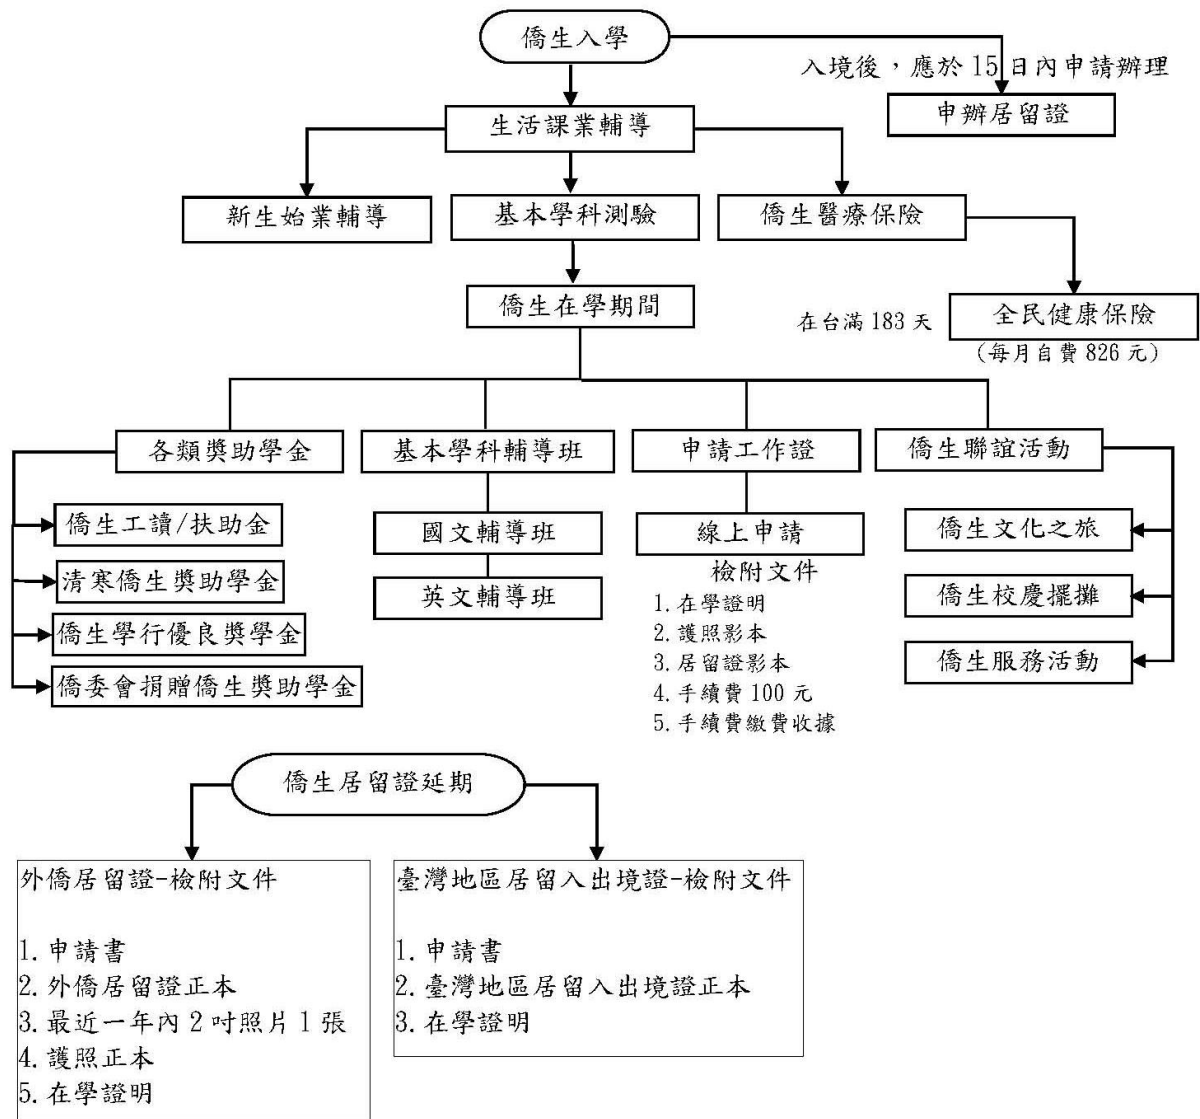 僑生入學
入境後，應於 15 日內申請辦理
申辦居留證
生活課業輔導
新生始業輔導
基本學科測驗
僑生醫療保險
僑生在學期間
在台滿 183 天
全民健康保險
(每月自費 826 元)
各類獎助學金
基本學科輔導班
申請工作證
僑生聯誼活動
僑生工讀/扶助金
清寒僑生獎助學金
僑生學行優良獎學金
僑委會捐贈僑生獎助學金
國文輔導班
英文輔導班
線上申請
檢附文件
1. 在學證明
2. 護照影本
3. 居留證影本
4. 手續費 100 元
5. 手續費繳費收據
僑生文化之旅
僑生校慶擺攤
僑生服務活動
僑生居留證延期
外僑居留證-檢附文件
1. 申請書
2. 外僑居留證正本
3. 最近一年內 2 吋照片 1 張
4. 護照正本
5. 在學證明
臺灣地區居留入出境證-檢附文件
1. 申請書
2. 臺灣地區居留入出境證正本
3. 在學證明